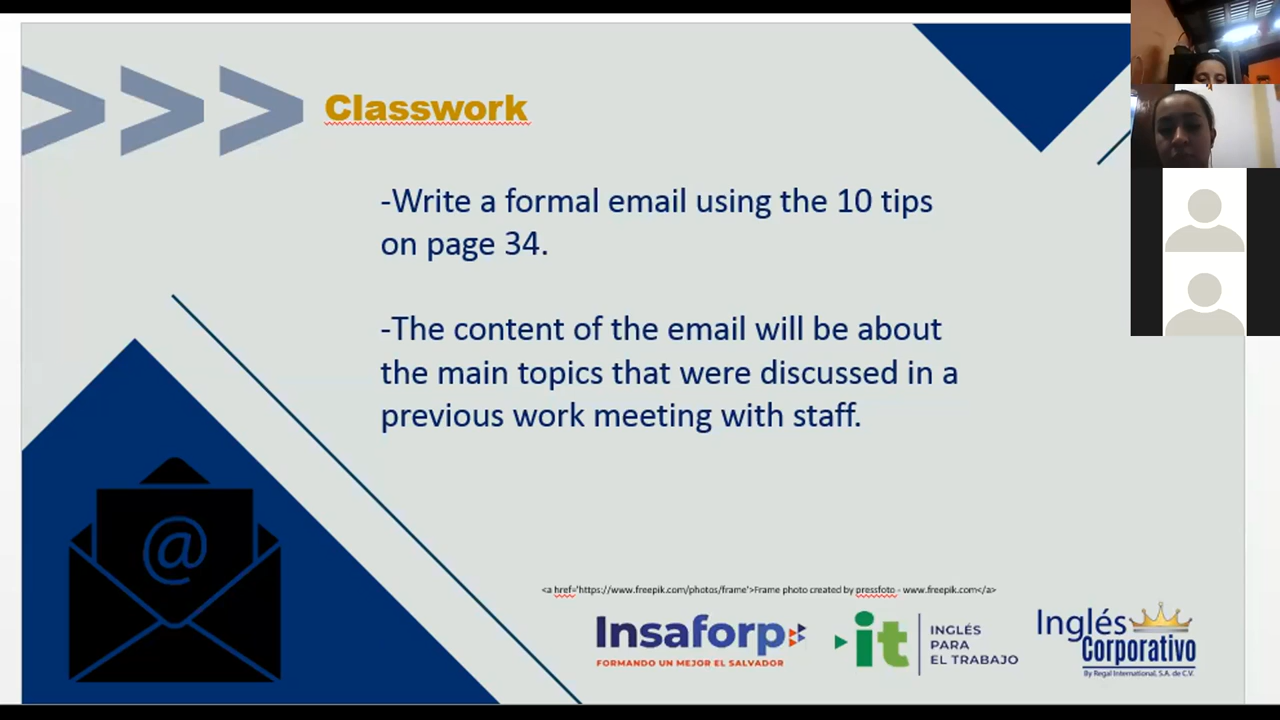 Classwork
-Write a formal email using the 10 tips
on page 34.
-The content of the email will be about
the main topics that were discussed in a
previous work meeting with staff.
@
<a href='https://www.freepik.com/photos/frame'>Frame photo created by pressfoto - www.freepik.com</a>
Insaforp
FORMANDO UN MEJOR EL SALVADOR
it
INGLÉS
PARA
EL TRABAJO
Inglés
Corporativo
By Regal International, S.A. de C.V.